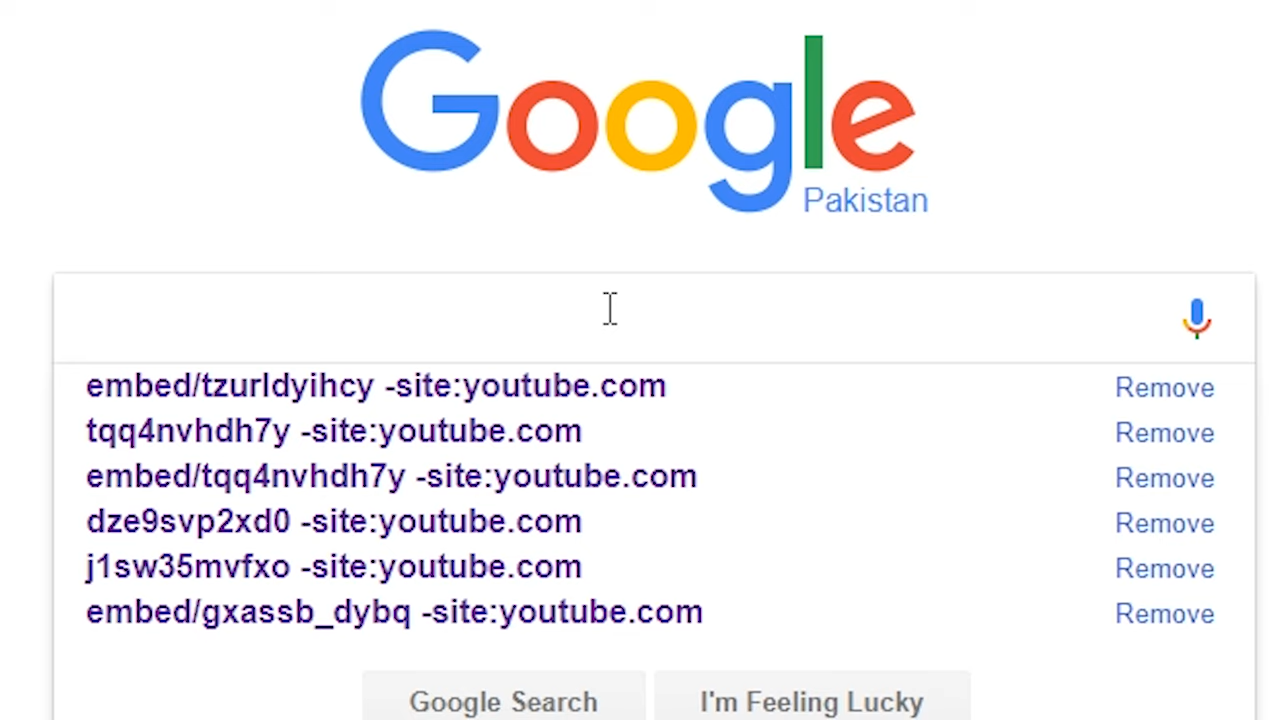 Google
Pakistan
embed/tzurldyihcy -site:youtube.com Remove
tqq4nvhdh7y -site:youtube.com Remove
embed/tqq4nvhdh7y -site:youtube.com Remove
dze9svp2xd0 -site:youtube.com Remove
j1sw35mvfxo -site:youtube.com Remove
embed/gxassb_dybq -site:youtube.com Remove
Google Search I'm Feeling Lucky